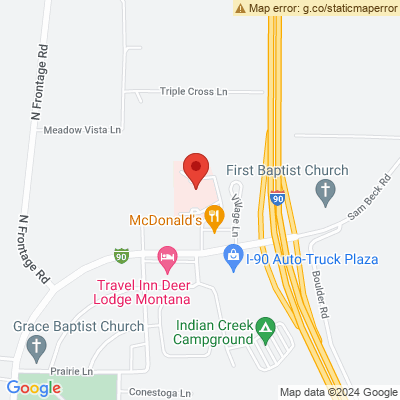 Map error: g.co/staticmaperror
N Frontage Rd
Triple Cross Ln
Meadow Vista Ln
First Baptist Church
90
Village Ln
Sam Beck Rd
McDonald's
N Frontage Rd
90
I-90 Auto-Truck Plaza
Travel Inn Deer
Lodge Montana
Boulder Rd
Grace Baptist Church
Indian Creek
Campground
Prairie Ln
Conestoga Ln
Google
Map data ©2024 Google